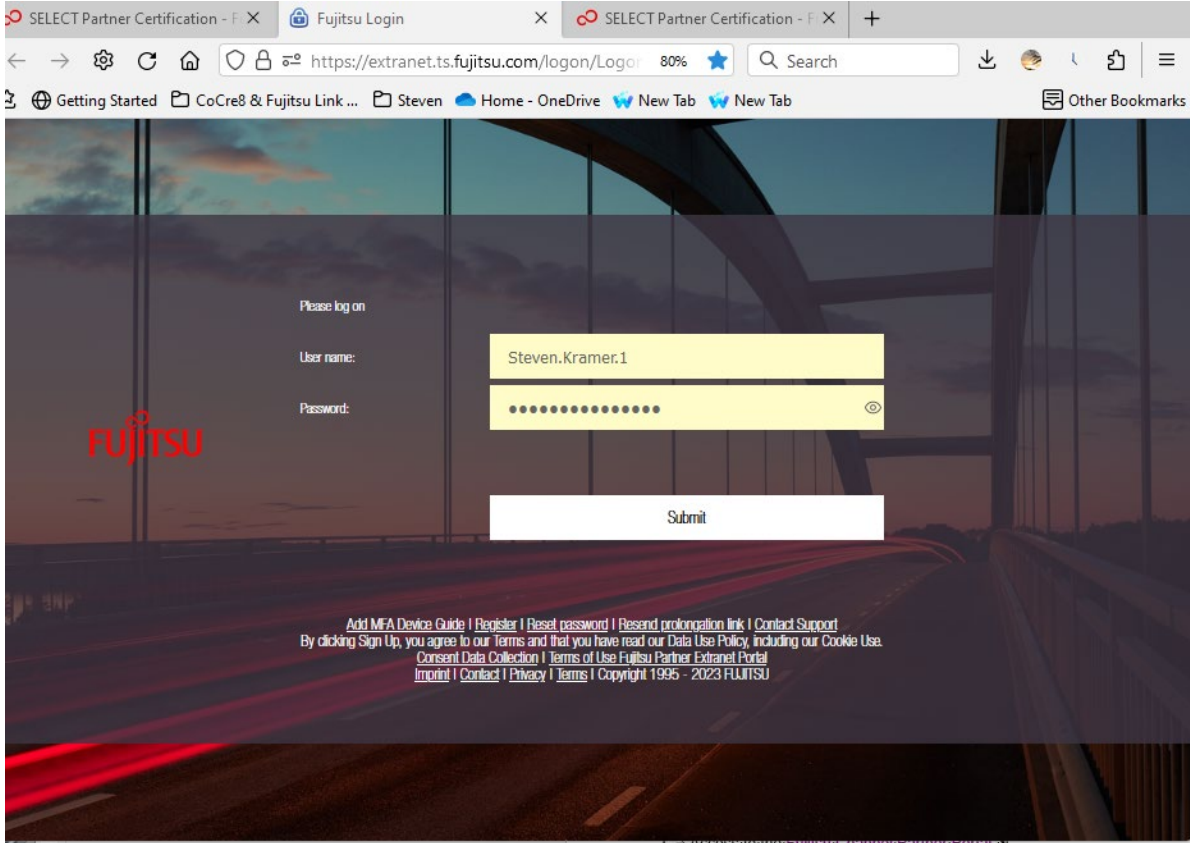 SELECT Partner Certification - F
Fujitsu Login
SELECT Partner Certification - F
https://extranet.ts.fujitsu.com/logon/Logo
80%
Search
Getting Started
CoCre8 & Fujitsu Link ...
Steven
Home - OneDrive
New Tab
New Tab
Other Bookmarks
Please log on
User name:
Steven.Kramer.1
Password:
FUJITSU
Submit
Add MFA Device Guide | Register | Reset password | Resend prolongation link | Contact Support
By clicking Sign Up, you agree to our Terms and that you have read our Data Use Policy, including our Cookie Use.
Consent Data Collection | Terms of Use Fujitsu Partner Extranet Portal
Imprint | Contact | Privacy | Terms | Copyright 1995 - 2023 FUJITSU